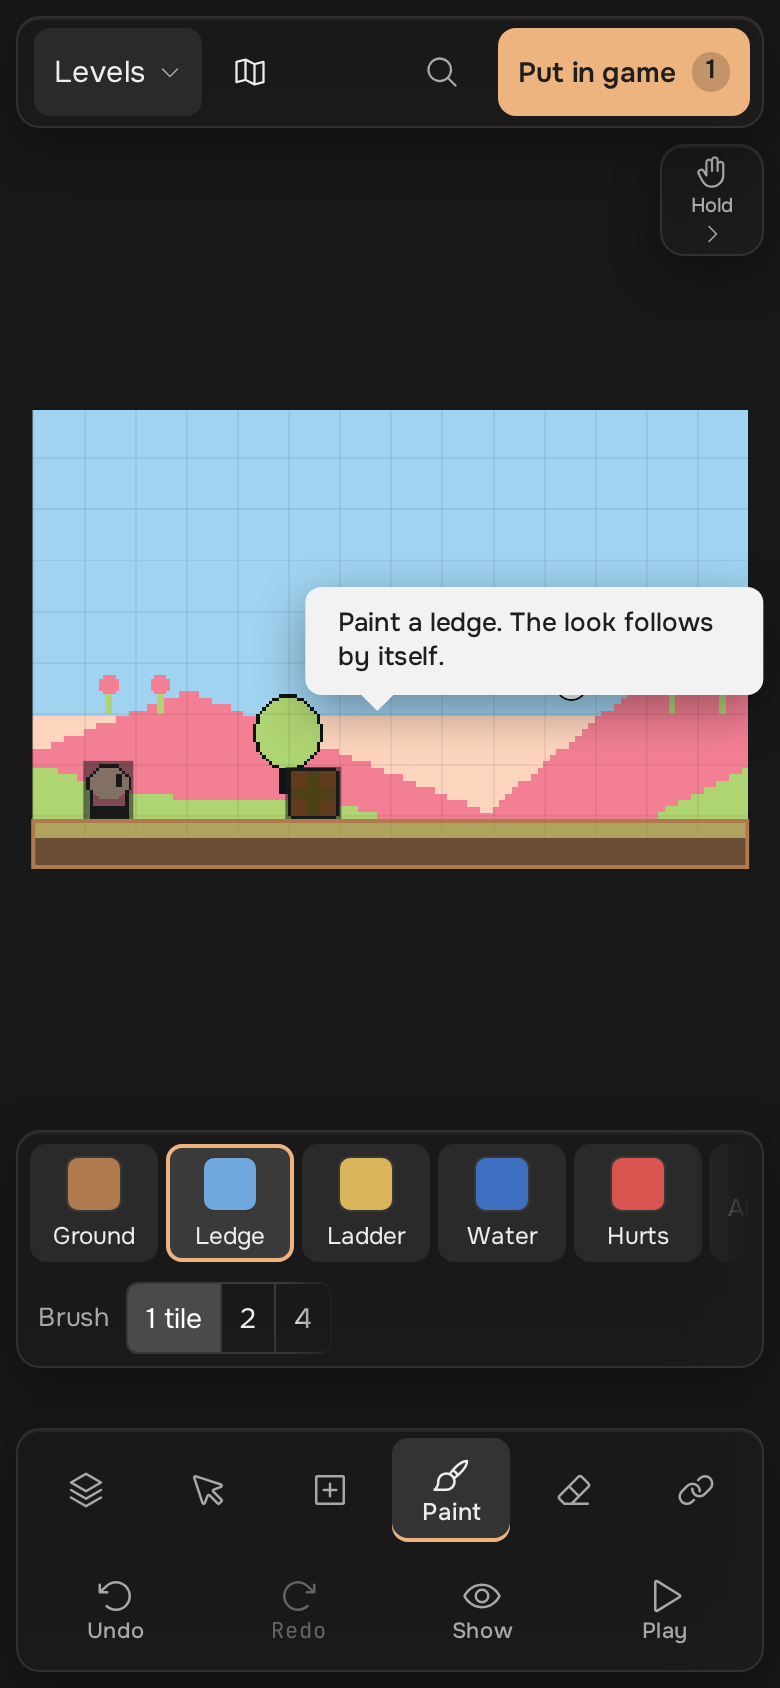 Levels
Put in game 1
Hold
Paint a ledge. The look follows
by itself.
Ground
Ledge
Ladder
Water
Hurts
Brush
1 tile
2
4
Paint
Undo
Redo
Show
Play